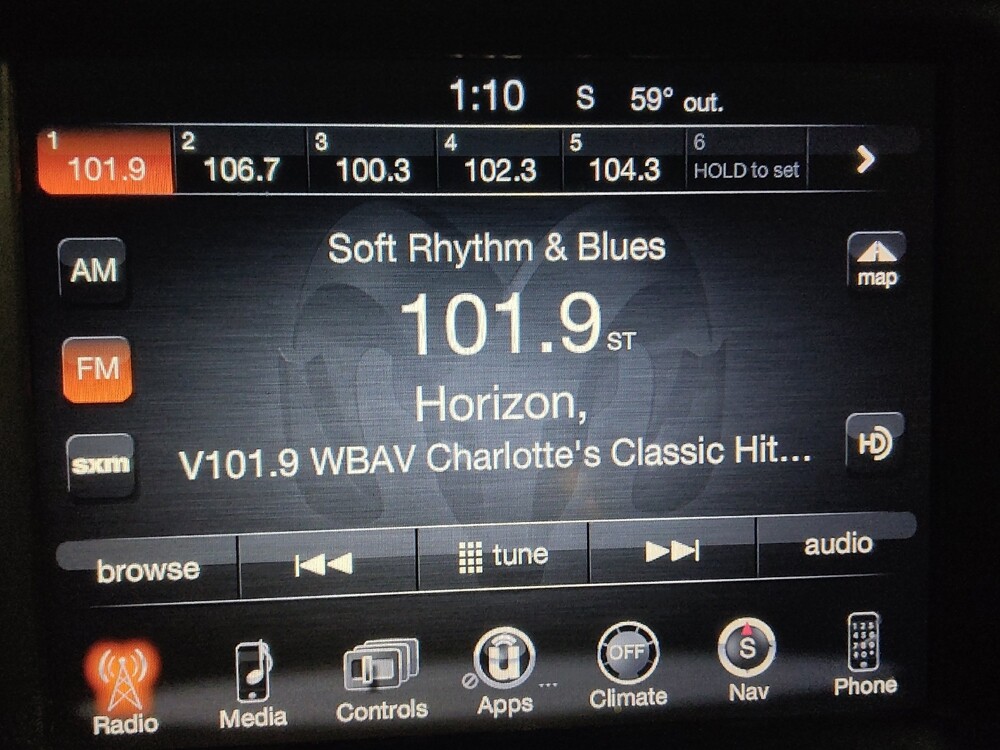 1:10 S 59° out.
1 2 3 4 5 6
101.9 106.7 100.3 102.3 104.3 HOLD to set
Soft Rhythm & Blues
AM
map
101.9 ST
FM
Horizon,
HD
sxm
V101.9 WBAV Charlotte's Classic Hit...
browse tune audio
OFF S
Radio Media Controls Apps ... Climate Nav Phone